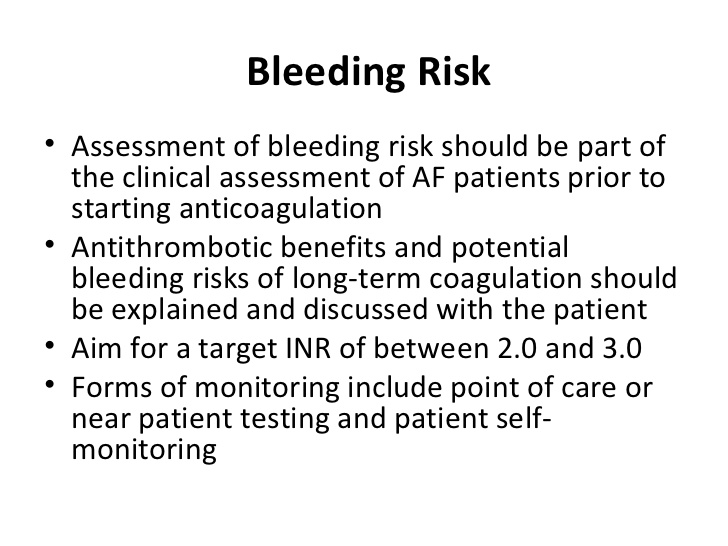 Bleeding Risk
• Assessment of bleeding risk should be part of
the clinical assessment of AF patients prior to
starting anticoagulation
• Antithrombotic benefits and potential
bleeding risks of long-term coagulation should
be explained and discussed with the patient
• Aim for a target INR of between 2.0 and 3.0
• Forms of monitoring include point of care or
near patient testing and patient self-
monitoring